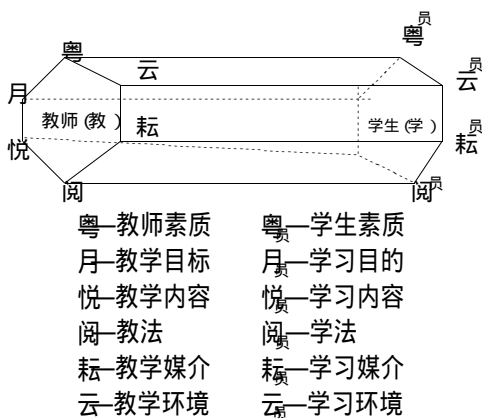 粤 粤员
云 云员
月
教师（教） 学生（学）
耘 耘员
悦
阅 阅员
粤—教师素质 粤员—学生素质
月—教学目标 月员—学习目的
悦—教学内容 悦员—学习内容
阅—教法 阅员—学法
耘—教学媒介 耘员—学习媒介
云—教学环境 云员—学习环境